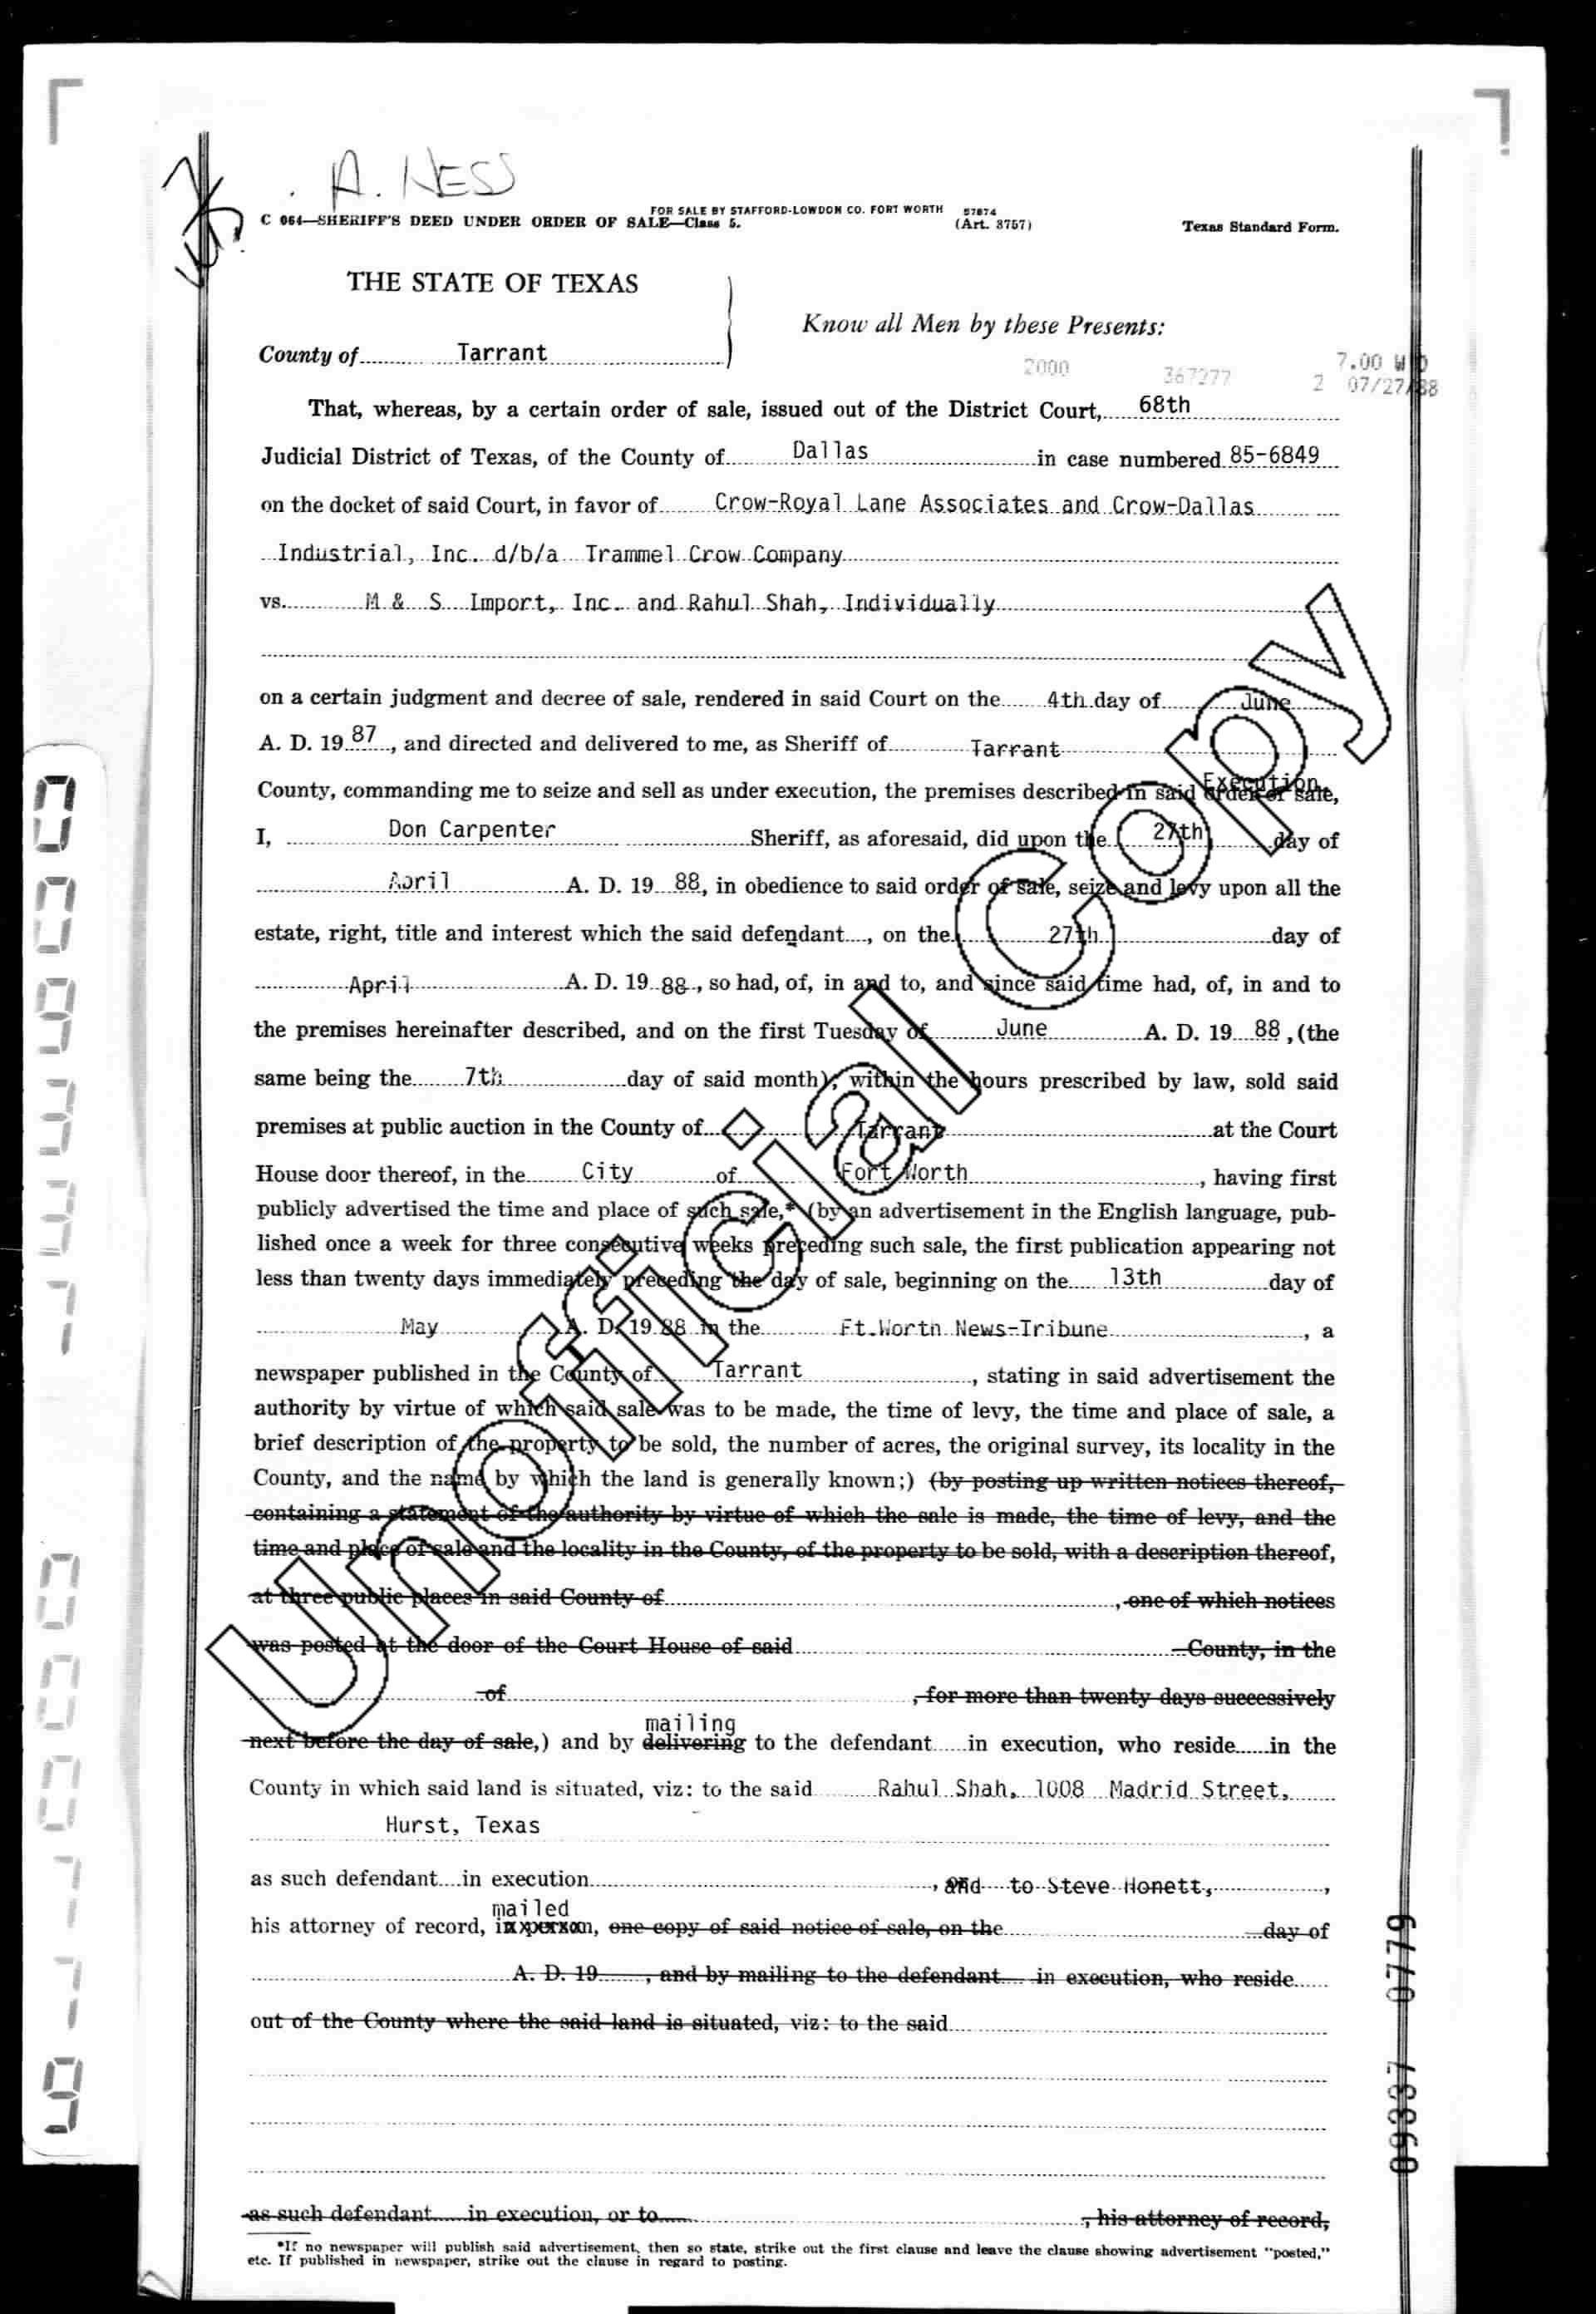 A. NESS
FOR SALE BY STAFFORD-LOWDON CO. FORT WORTH 57874
C 064—SHERIFF'S DEED UNDER ORDER OF SALE—Class 5. (Art. 3757) Texas Standard Form.
THE STATE OF TEXAS
Know all Men by these Presents:
County of Tarrant
2000 367277 7.00 W D
2 07/27/88
That, whereas, by a certain order of sale, issued out of the District Court, 68th
Judicial District of Texas, of the County of Dallas in case numbered 85-6849
on the docket of said Court, in favor of Crow-Royal Lane Associates and Crow-Dallas
Industrial, Inc. d/b/a Trammel Crow Company
vs. M & S Import, Inc. and Rahul Shah, Individually
on a certain judgment and decree of sale, rendered in said Court on the 4th day of June
A. D. 19 87, and directed and delivered to me, as Sheriff of Tarrant
Execution
County, commanding me to seize and sell as under execution, the premises described in said order of sale,
I, Don Carpenter Sheriff, as aforesaid, did upon the 27th day of
April A. D. 19 88, in obedience to said order of sale, seize and levy upon all the
estate, right, title and interest which the said defendant...., on the 27th day of
April A. D. 19 88, so had, of, in and to, and since said time had, of, in and to
the premises hereinafter described, and on the first Tuesday of June A. D. 19 88, (the
same being the 7th day of said month), within the hours prescribed by law, sold said
premises at public auction in the County of Tarrant at the Court
House door thereof, in the City of Fort Worth, having first
publicly advertised the time and place of such sale,* (by an advertisement in the English language, pub-
lished once a week for three consecutive weeks preceding such sale, the first publication appearing not
less than twenty days immediately preceding the day of sale, beginning on the 13th day of
May A. D. 19 88 in the Ft.Worth News-Tribune, a
newspaper published in the County of Tarrant, stating in said advertisement the
authority by virtue of which said sale was to be made, the time of levy, the time and place of sale, a
brief description of the property to be sold, the number of acres, the original survey, its locality in the
County, and the name by which the land is generally known;) (by posting up written notices thereof,
containing a statement of the authority by virtue of which the sale is made, the time of levy, and the
time and place of sale and the locality in the County, of the property to be sold, with a description thereof,
at three public places in said County of, one of which notices
was posted at the door of the Court House of said County, in the
of, for more than twenty days successively
mailing
next before the day of sale,) and by delivering to the defendant in execution, who reside in the
County in which said land is situated, viz: to the said Rahul Shah, 1008 Madrid Street,
Hurst, Texas
as such defendant in execution, and to Steve Honett,
mailed
his attorney of record, in person, one copy of said notice of sale, on the day of
A. D. 19, and by mailing to the defendant in execution, who reside
out of the County where the said land is situated, viz: to the said
as such defendant in execution, or to, his attorney of record,
*If no newspaper will publish said advertisement, then so state, strike out the first clause and leave the clause showing advertisement "posted,"
etc. If published in newspaper, strike out the clause in regard to posting.
Unofficial Copy
09337 0779